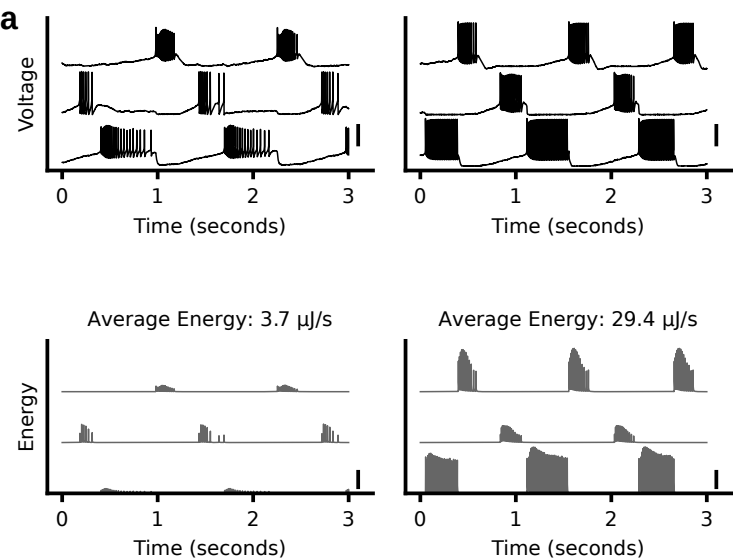 a
Voltage
0 1 2 3
Time (seconds)
0 1 2 3
Time (seconds)
Average Energy: 3.7 µJ/s
Average Energy: 29.4 µJ/s
Energy
0 1 2 3
Time (seconds)
0 1 2 3
Time (seconds)